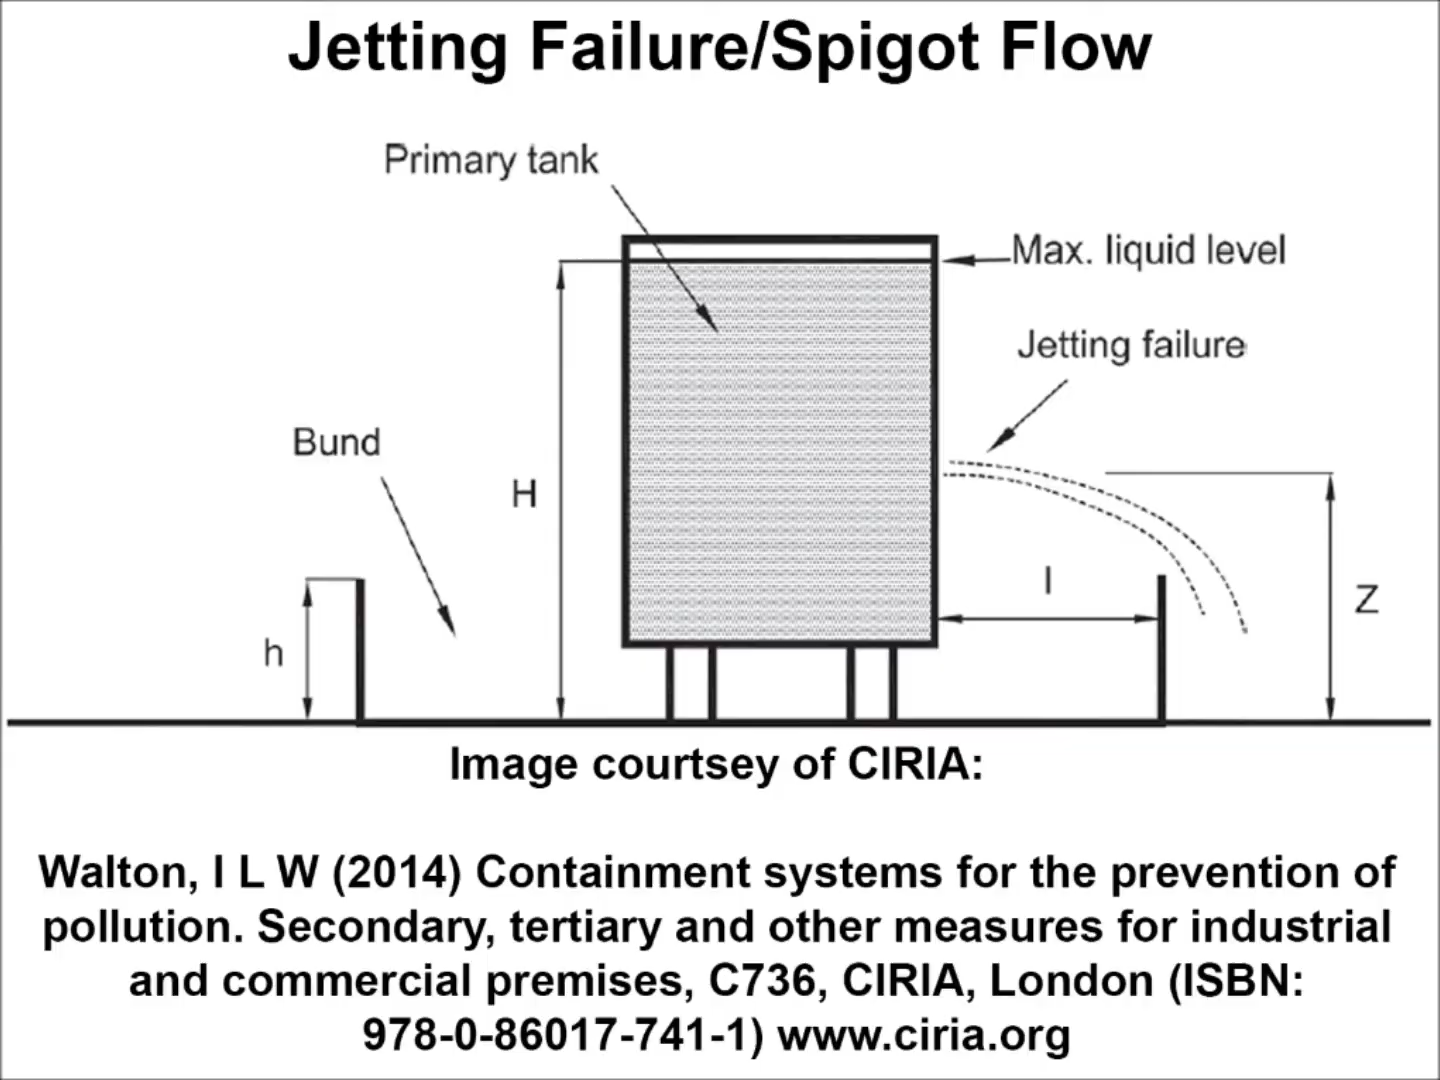 Jetting Failure/Spigot Flow
Primary tank
Max. liquid level
Jetting failure
Bund
H
l
Z
h
Image courtsey of CIRIA:
Walton, I L W (2014) Containment systems for the prevention of
pollution. Secondary, tertiary and other measures for industrial
and commercial premises, C736, CIRIA, London (ISBN:
978-0-86017-741-1) www.ciria.org